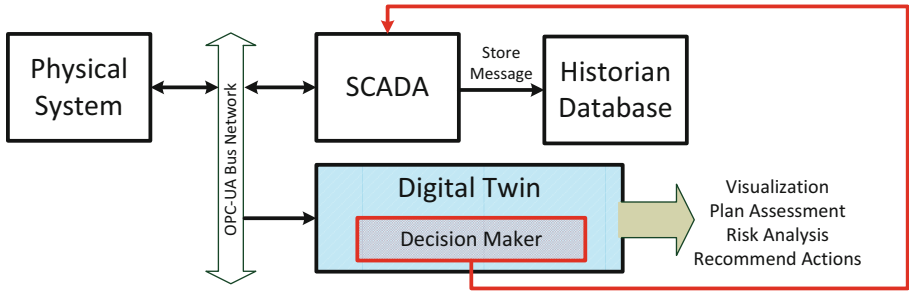 Physical
System
OPC-UA Bus Network
SCADA
Store
Message
Historian
Database
Digital Twin
Decision Maker
Visualization
Plan Assessment
Risk Analysis
Recommend Actions